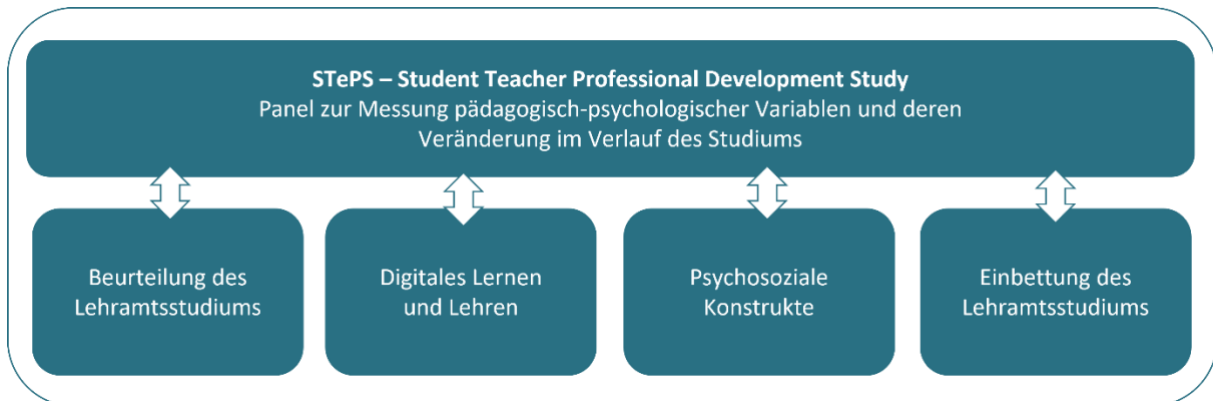 STePS – Student Teacher Professional Development Study
Panel zur Messung pädagogisch-psychologischer Variablen und deren
Veränderung im Verlauf des Studiums
Beurteilung des
Lehramtsstudiums
Digitales Lernen
und Lehren
Psychosoziale
Konstrukte
Einbettung des
Lehramtsstudiums